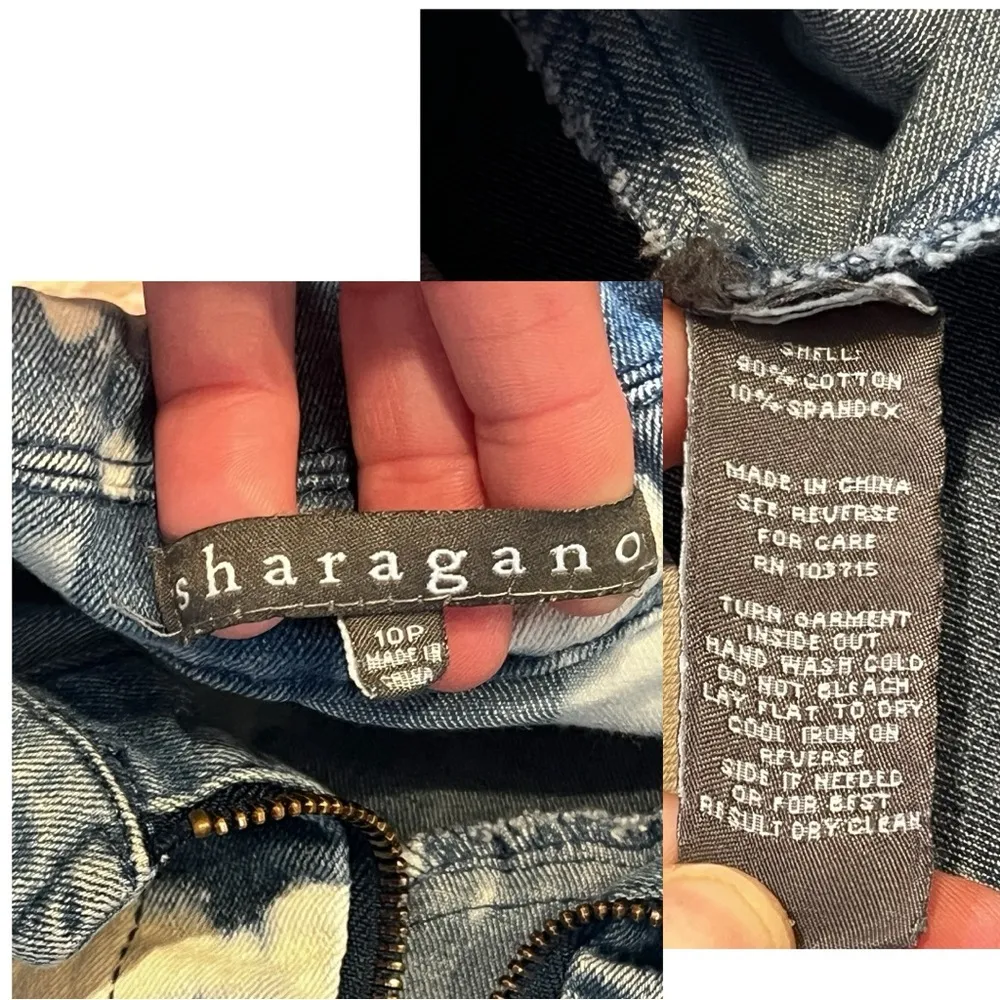 sharagano
10P
MADE IN
CHINA
SHELL:
90% COTTON
10% SPANDEX
MADE IN CHINA
SEE REVERSE
FOR CARE
RN 103715
TURN GARMENT
INSIDE OUT
HAND WASH COLD
DO NOT BLEACH
LAY FLAT TO DRY
COOL IRON ON
REVERSE
SIDE IF NEEDED
OR FOR BEST
RESULT DRY CLEAN